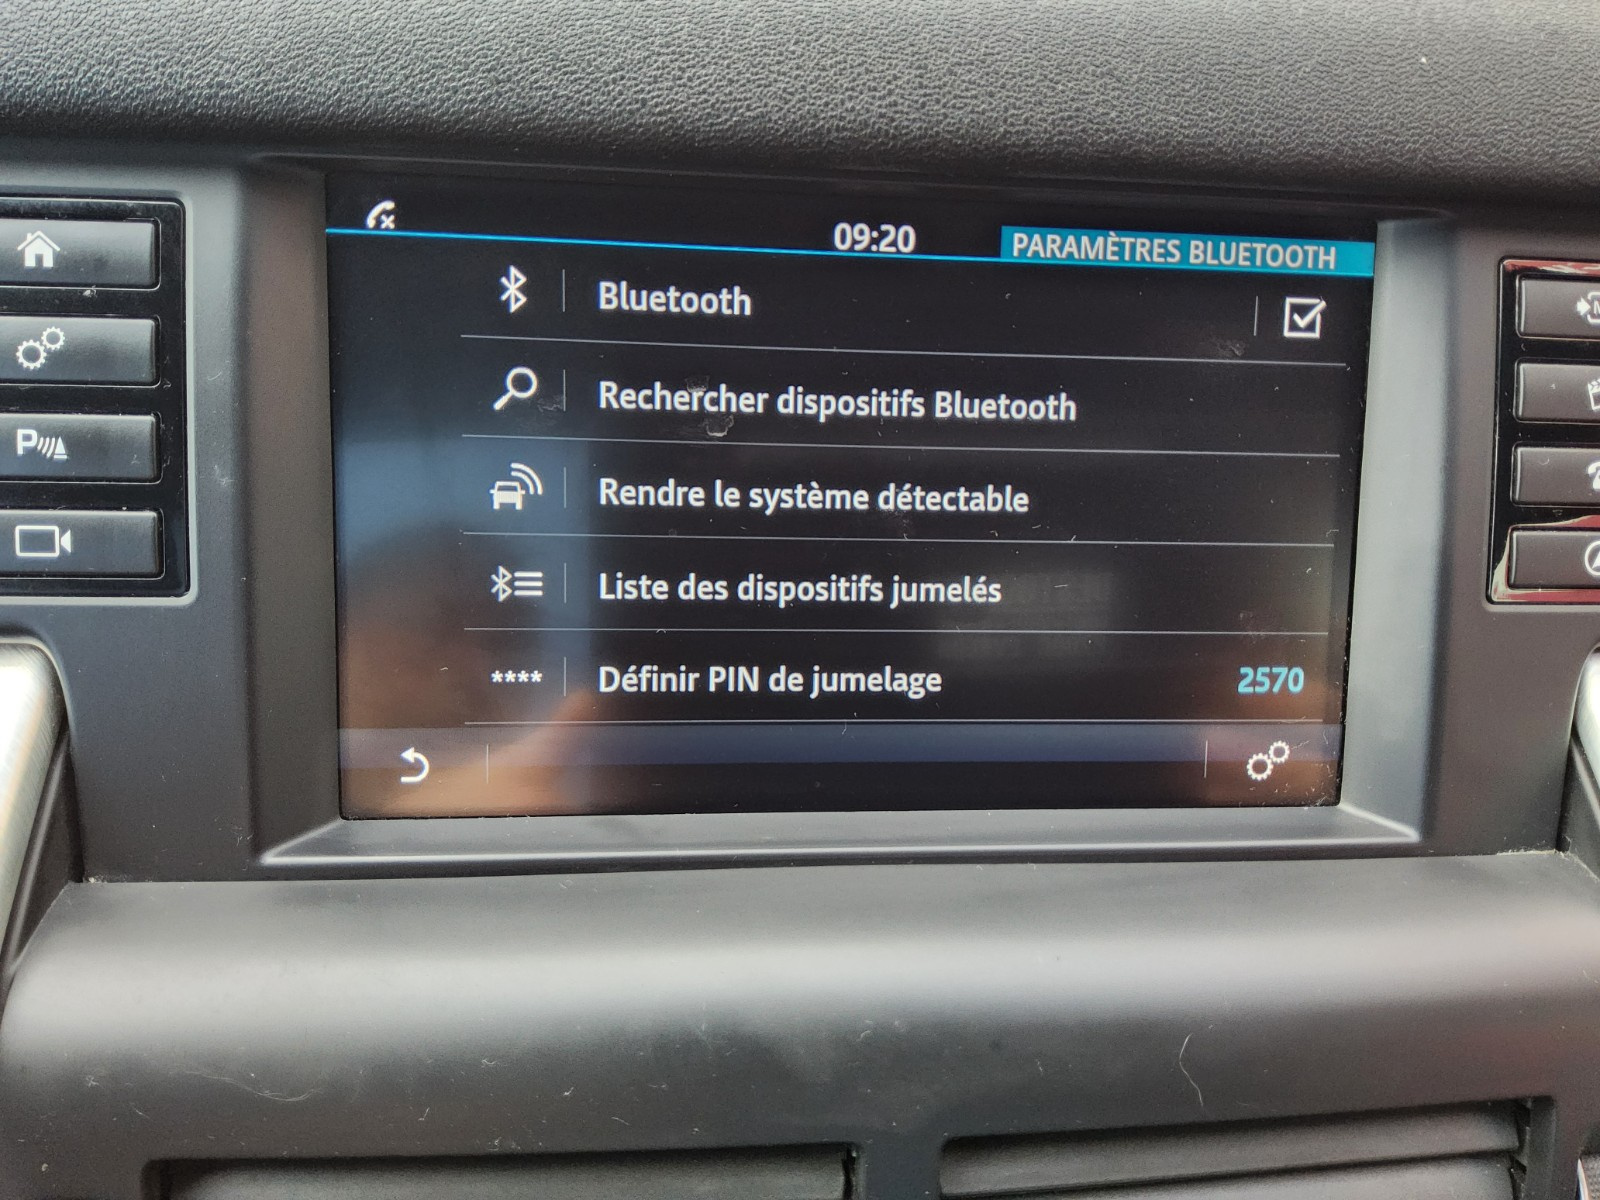 09:20
PARAMÈTRES BLUETOOTH
Bluetooth
Rechercher dispositifs Bluetooth
Rendre le système détectable
Liste des dispositifs jumelés
**** Définir PIN de jumelage 2570
P